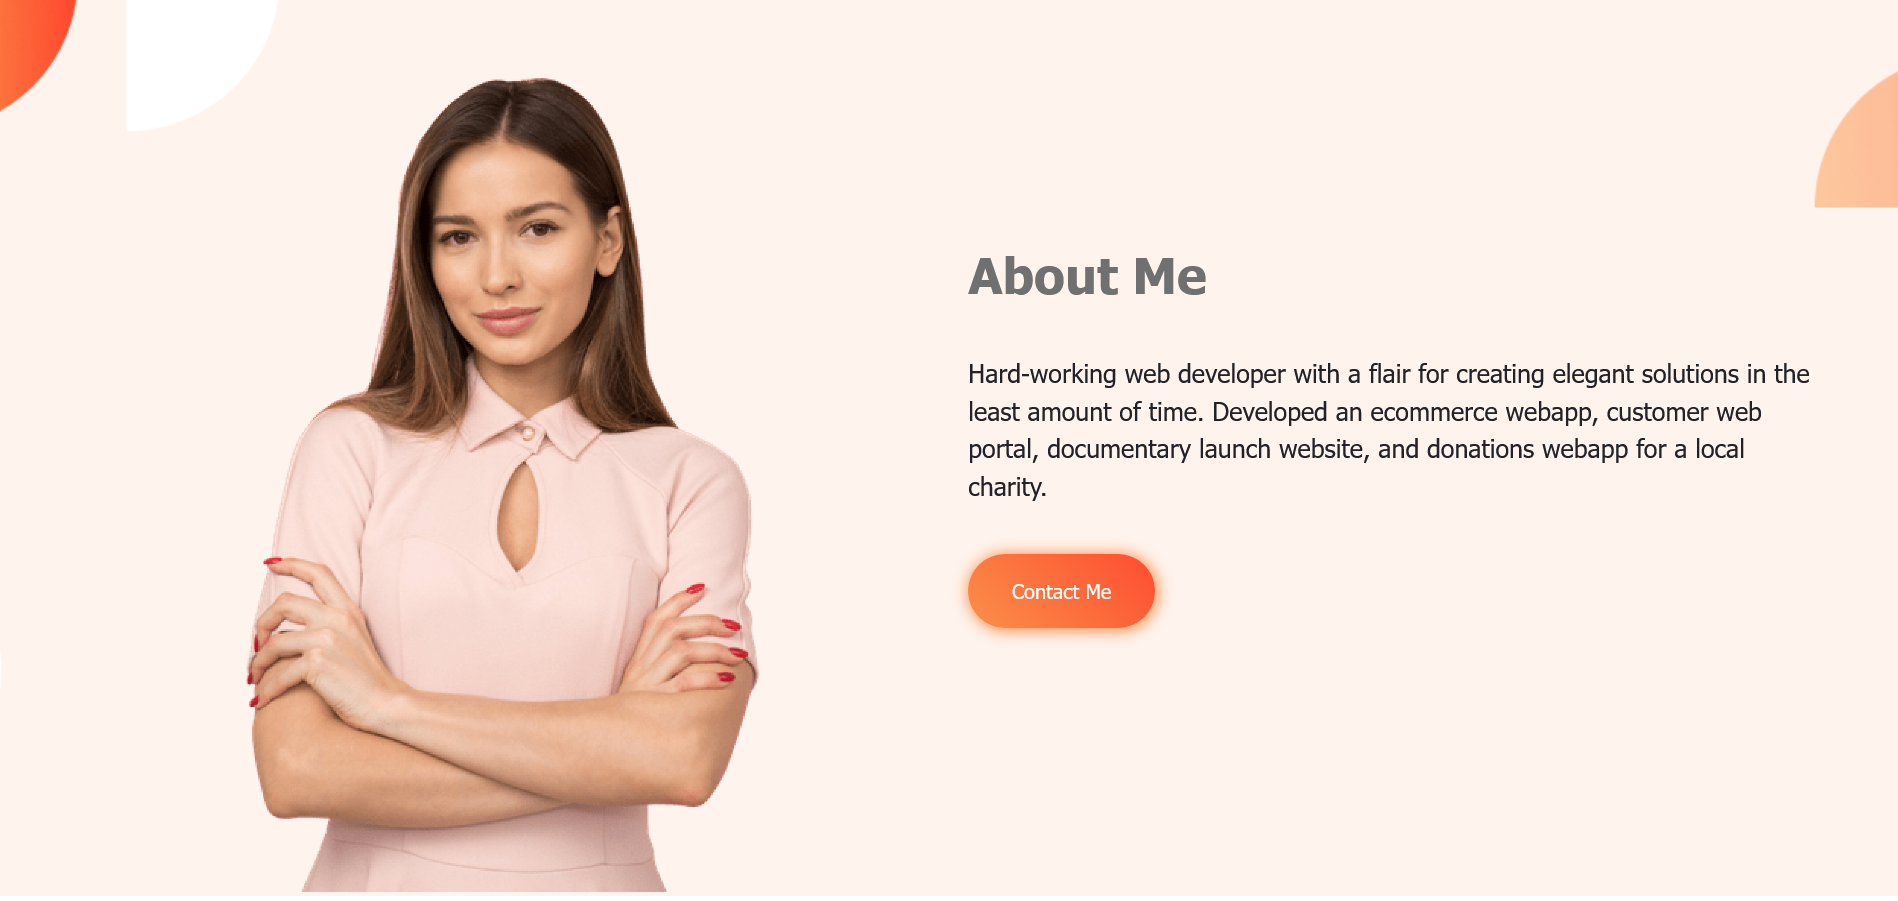 About Me
Hard-working web developer with a flair for creating elegant solutions in the
least amount of time. Developed an ecommerce webapp, customer web
portal, documentary launch website, and donations webapp for a local
charity.
Contact Me